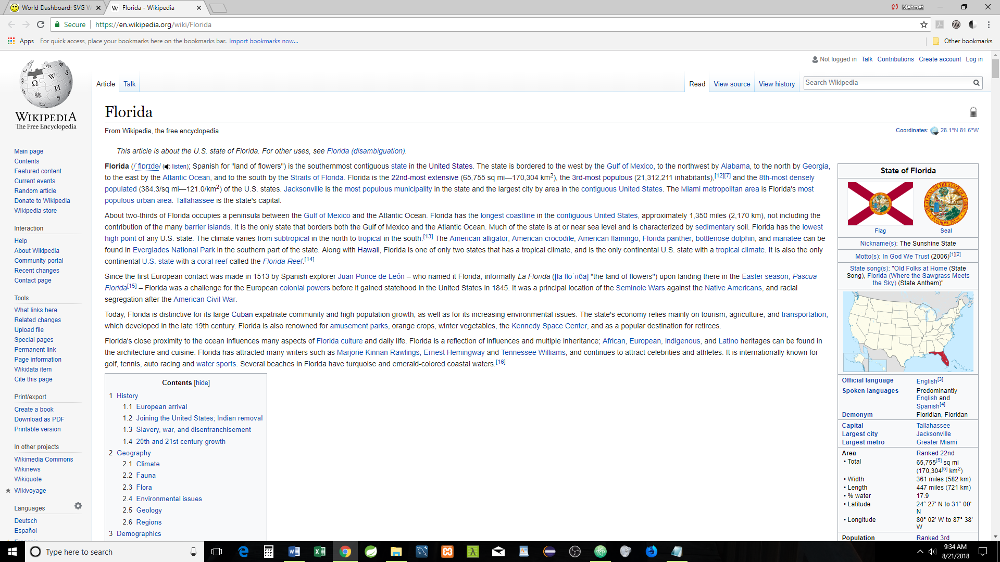 World Dashboard: SVG W
Florida - Wikipedia
Mehmet
Secure
https://en.wikipedia.org/wiki/Florida
Apps
For quick access, place your bookmarks here on the bookmarks bar. Import bookmarks now...
Other bookmarks
Not logged in Talk Contributions Create account Log in
Article Talk
Read View source View history
Search Wikipedia
WIKIPEDIA
The Free Encyclopedia
Main page
Contents
Featured content
Current events
Random article
Donate to Wikipedia
Wikipedia store
Interaction
Help
About Wikipedia
Community portal
Recent changes
Contact page
Tools
What links here
Related changes
Upload file
Special pages
Permanent link
Page information
Wikidata item
Cite this page
Print/export
Create a book
Download as PDF
Printable version
In other projects
Wikimedia Commons
Wikinews
Wikiquote
Wikivoyage
Languages
Deutsch
Español
Florida
From Wikipedia, the free encyclopedia
Coordinates: 28.1°N 81.6°W
This article is about the U.S. state of Florida. For other uses, see Florida (disambiguation).
Florida (/ˈflɒrɪdə/ (listen); Spanish for "land of flowers") is the southernmost contiguous state in the United States. The state is bordered to the west by the Gulf of Mexico, to the northwest by Alabama, to the north by Georgia,
to the east by the Atlantic Ocean, and to the south by the Straits of Florida. Florida is the 22nd-most extensive (65,755 sq mi—170,304 km2), the 3rd-most populous (21,312,211 inhabitants),[12][7] and the 8th-most densely
populated (384.3/sq mi—121.0/km2) of the U.S. states. Jacksonville is the most populous municipality in the state and the largest city by area in the contiguous United States. The Miami metropolitan area is Florida's most
populous urban area. Tallahassee is the state's capital.
About two-thirds of Florida occupies a peninsula between the Gulf of Mexico and the Atlantic Ocean. Florida has the longest coastline in the contiguous United States, approximately 1,350 miles (2,170 km), not including the
contribution of the many barrier islands. It is the only state that borders both the Gulf of Mexico and the Atlantic Ocean. Much of the state is at or near sea level and is characterized by sedimentary soil. Florida has the lowest
high point of any U.S. state. The climate varies from subtropical in the north to tropical in the south.[13] The American alligator, American crocodile, American flamingo, Florida panther, bottlenose dolphin, and manatee can be
found in Everglades National Park in the southern part of the state. Along with Hawaii, Florida is one of only two states that has a tropical climate, and is the only continental U.S. state with a tropical climate. It is also the only
continental U.S. state with a coral reef called the Florida Reef.[14]
Since the first European contact was made in 1513 by Spanish explorer Juan Ponce de León – who named it Florida, informally La Florida ([la floˈɾiða] "the land of flowers") upon landing there in the Easter season, Pascua
Florida[15] – Florida was a challenge for the European colonial powers before it gained statehood in the United States in 1845. It was a principal location of the Seminole Wars against the Native Americans, and racial
segregation after the American Civil War.
Today, Florida is distinctive for its large Cuban expatriate community and high population growth, as well as for its increasing environmental issues. The state's economy relies mainly on tourism, agriculture, and transportation,
which developed in the late 19th century. Florida is also renowned for amusement parks, orange crops, winter vegetables, the Kennedy Space Center, and as a popular destination for retirees.
Florida's close proximity to the ocean influences many aspects of Florida culture and daily life. Florida is a reflection of influences and multiple inheritance; African, European, indigenous, and Latino heritages can be found in
the architecture and cuisine. Florida has attracted many writers such as Marjorie Kinnan Rawlings, Ernest Hemingway and Tennessee Williams, and continues to attract celebrities and athletes. It is internationally known for
golf, tennis, auto racing and water sports. Several beaches in Florida have turquoise and emerald-colored coastal waters.[16]
Contents [hide]
1 History
1.1 European arrival
1.2 Joining the United States; Indian removal
1.3 Slavery, war, and disenfranchisement
1.4 20th and 21st century growth
2 Geography
2.1 Climate
2.2 Fauna
2.3 Flora
2.4 Environmental issues
2.5 Geology
2.6 Regions
3 Demographics
State of Florida
Flag Seal
Nickname(s): The Sunshine State
Motto(s): In God We Trust (2006)[1][2]
State song(s): "Old Folks at Home (State
Song), Florida (Where the Sawgrass Meets
the Sky) (State Anthem)"
Official language English[3]
Spoken languages Predominantly
English and
Spanish[4]
Demonym Floridian, Floridan
Capital Tallahassee
Largest city Jacksonville
Largest metro Greater Miami
Area Ranked 22nd
• Total 65,755[5] sq mi
(170,304[5] km2)
• Width 361 miles (582 km)
• Length 447 miles (721 km)
• % water 17.9
• Latitude 24° 27' N to 31° 00'
N
• Longitude 80° 02' W to 87° 38'
W
Population Ranked 3rd
Type here to search
9:34 AM
8/21/2018